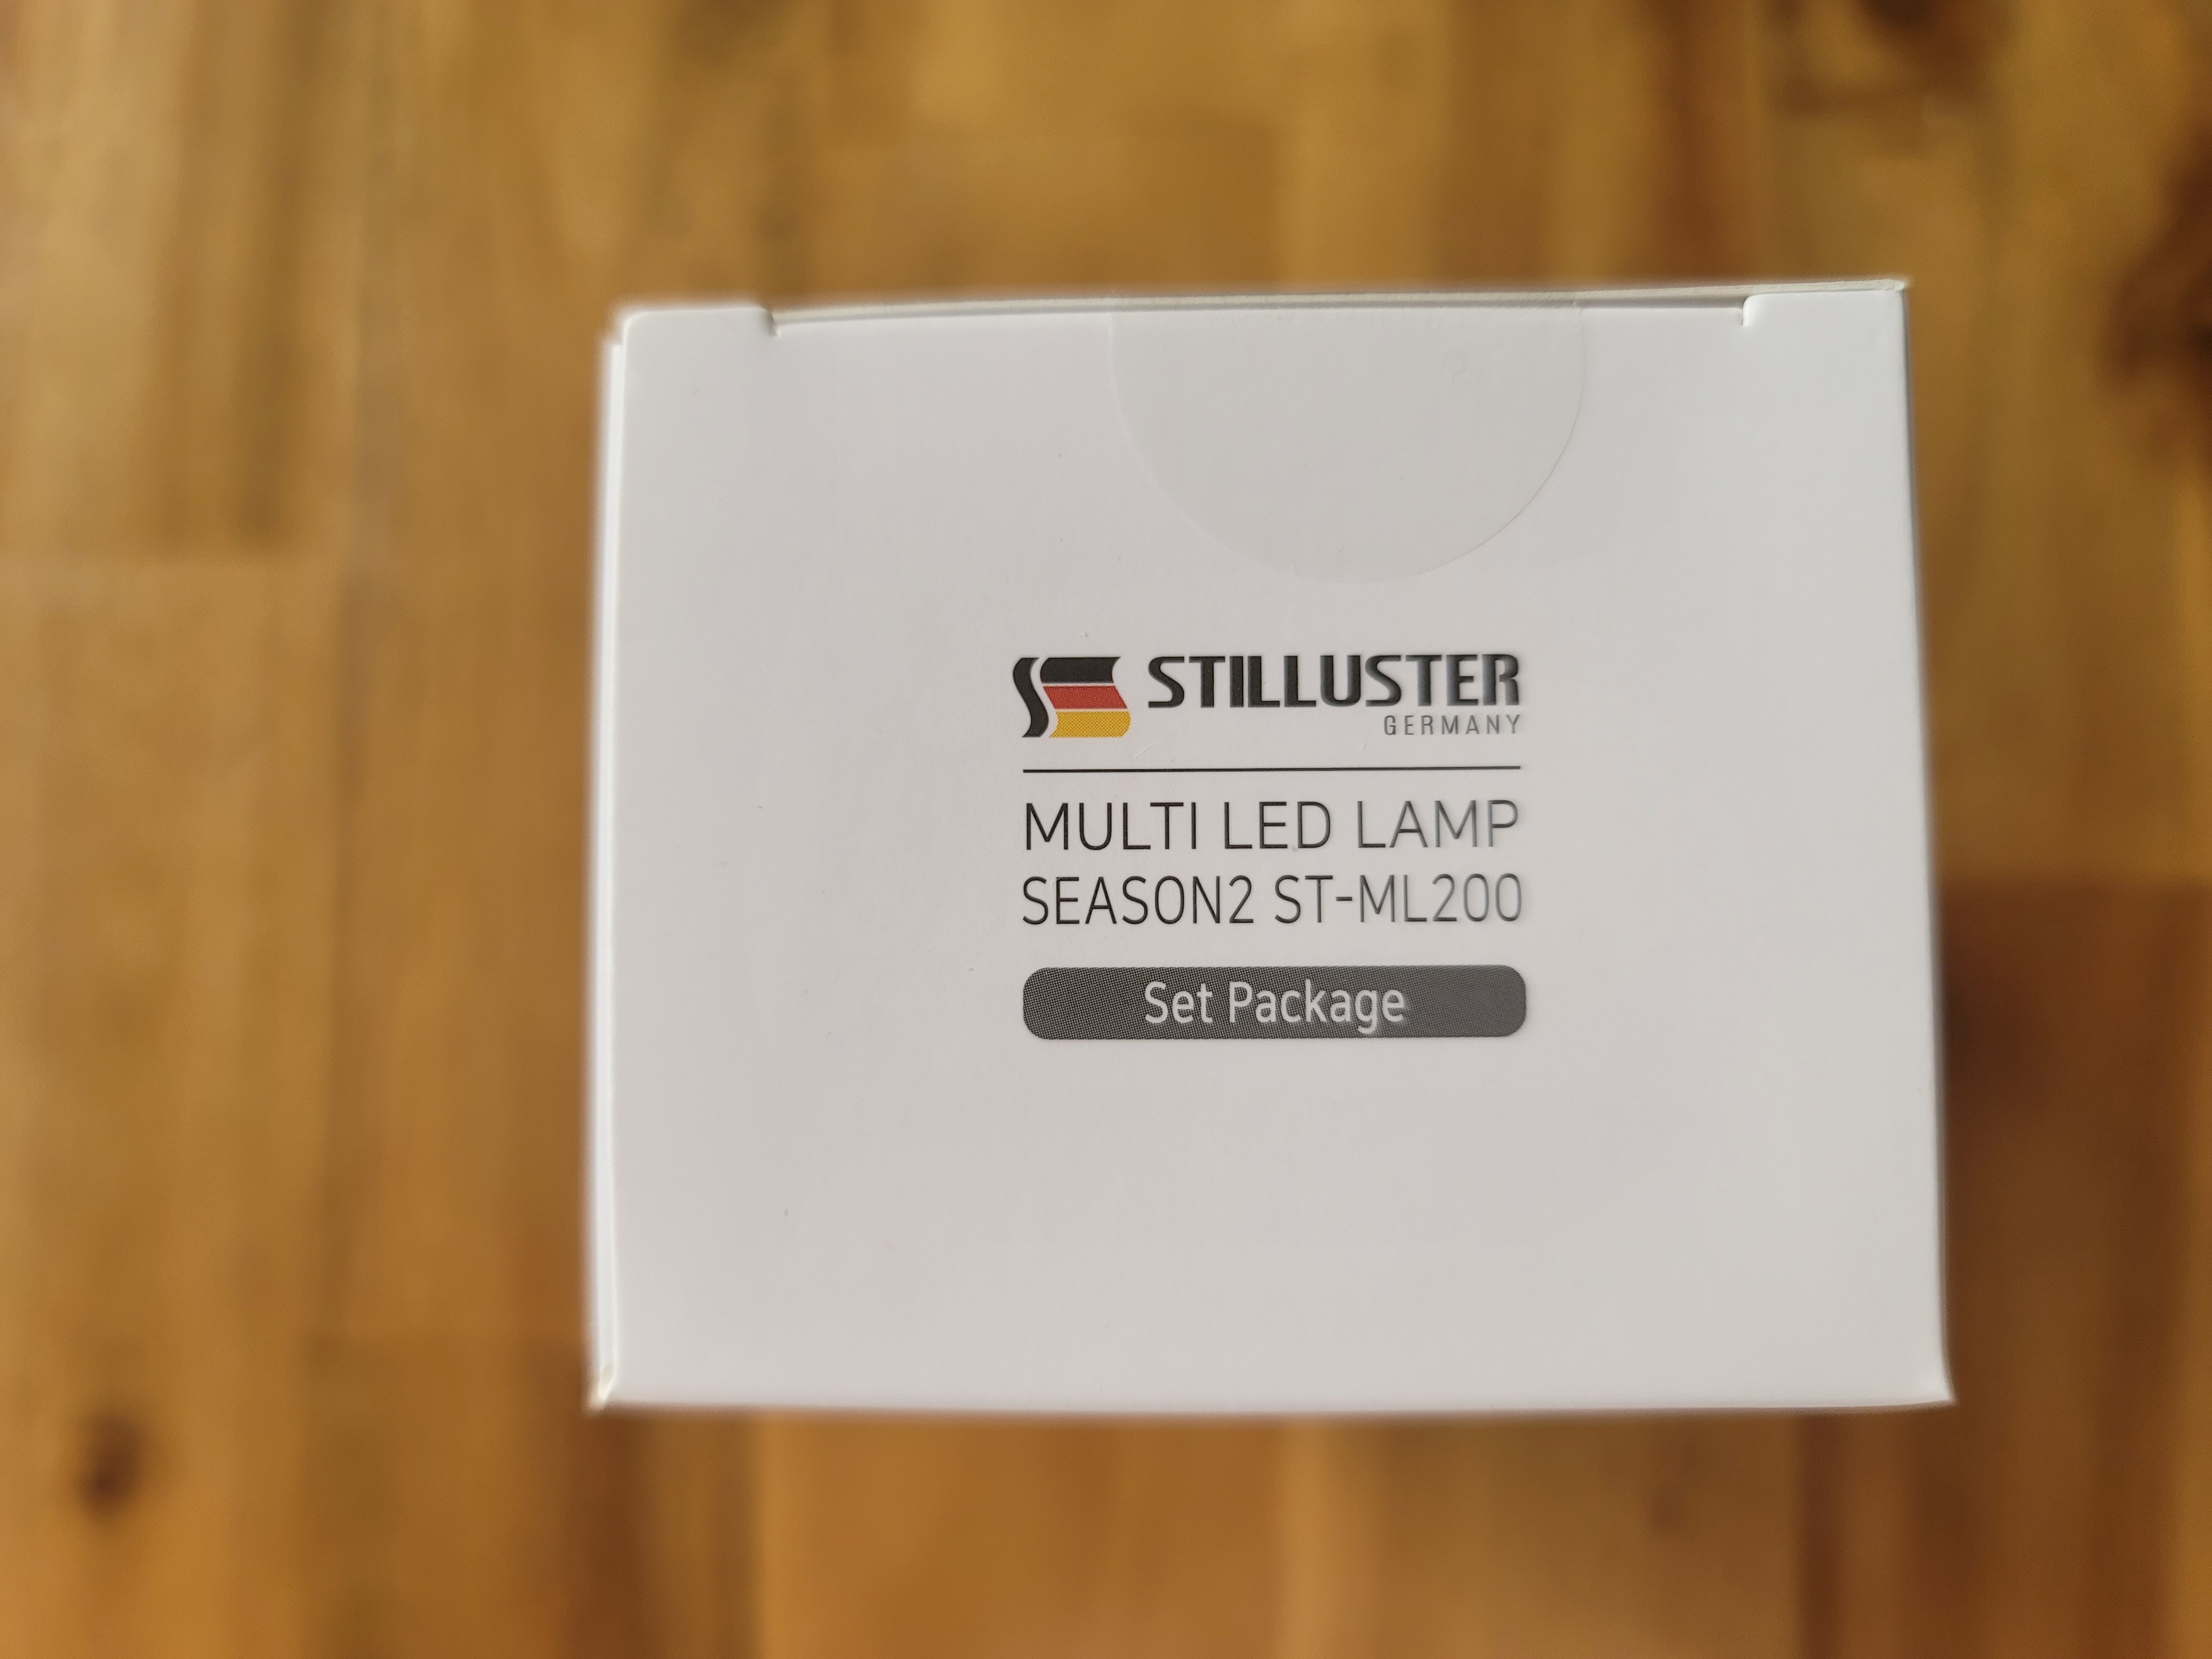 STILLUSTER
GERMANY
MULTI LED LAMP
SEASON2 ST-ML200
Set Package